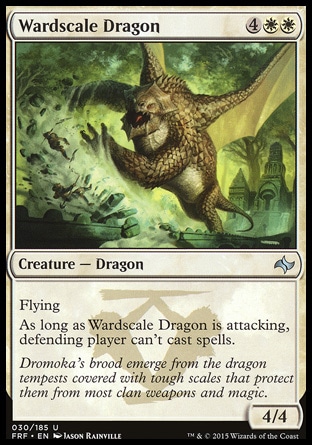 Wardscale Dragon 4
Creature — Dragon
Flying
As long as Wardscale Dragon is attacking,
defending player can't cast spells.
Dromoka's brood emerge from the dragon
tempests covered with tough scales that protect
them from most clan weapons and magic.
4/4
030/185 U
FRF • EN Jason Rainville ™ & © 2015 Wizards of the Coast